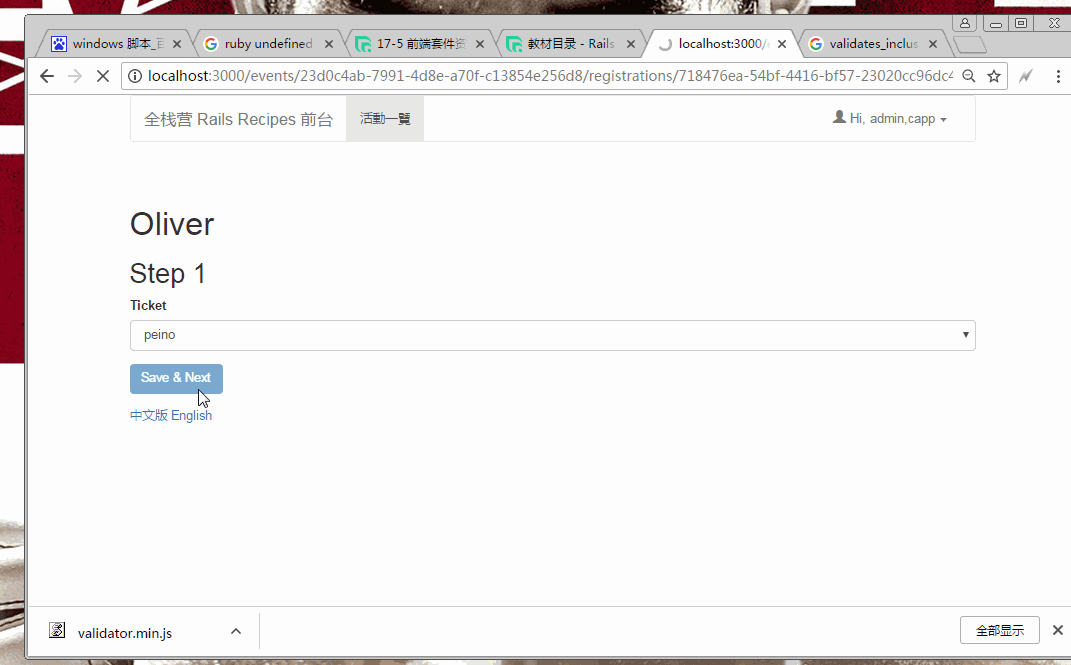 windows 脚本_百
ruby undefined
17-5 前端套件资
教材目录 - Rails
localhost:3000/r
validates_inclus
localhost:3000/events/23d0c4ab-7991-4d8e-a70f-c13854e256d8/registrations/718476ea-54bf-4416-bf57-23020cc96dc4
全栈营 Rails Recipes 前台
活動一覽
Hi, admin,capp
Oliver
Step 1
Ticket
peino
Save & Next
中文版 English
validator.min.js
全部显示